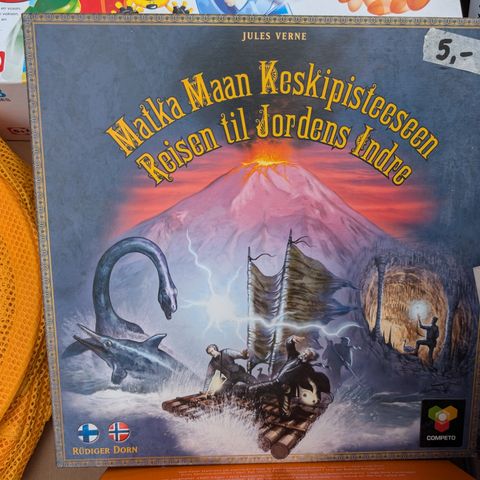 JULES VERNE
5,-
Matka Maan Keskipisteeseen
Reisen til Jordens Indre
RÜDIGER DORN
COMPETO